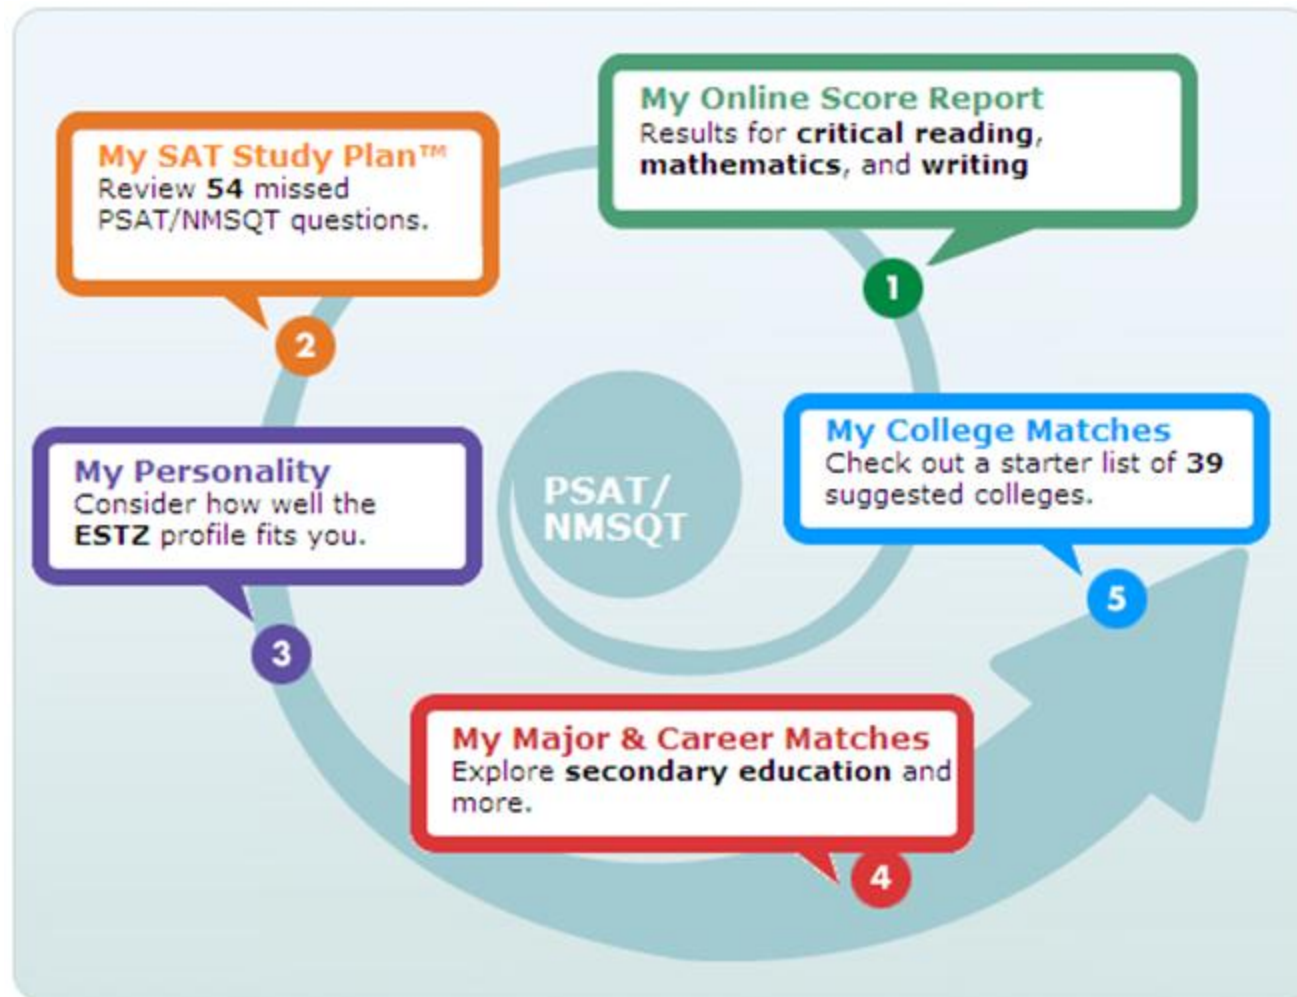 My Online Score Report
Results for critical reading,
mathematics, and writing
1
My SAT Study Plan™
Review 54 missed
PSAT/NMSQT questions.
2
My Personality
Consider how well the
ESTZ profile fits you.
3
My Major & Career Matches
Explore secondary education and
more.
4
My College Matches
Check out a starter list of 39
suggested colleges.
5
PSAT/
NMSQT